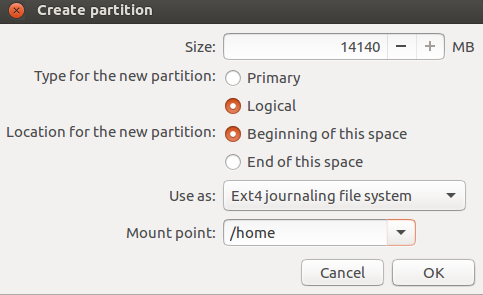 Create partition
Size: 14140 MB
Type for the new partition: Primary
Logical
Location for the new partition: Beginning of this space
End of this space
Use as: Ext4 journaling file system
Mount point: /home
Cancel OK